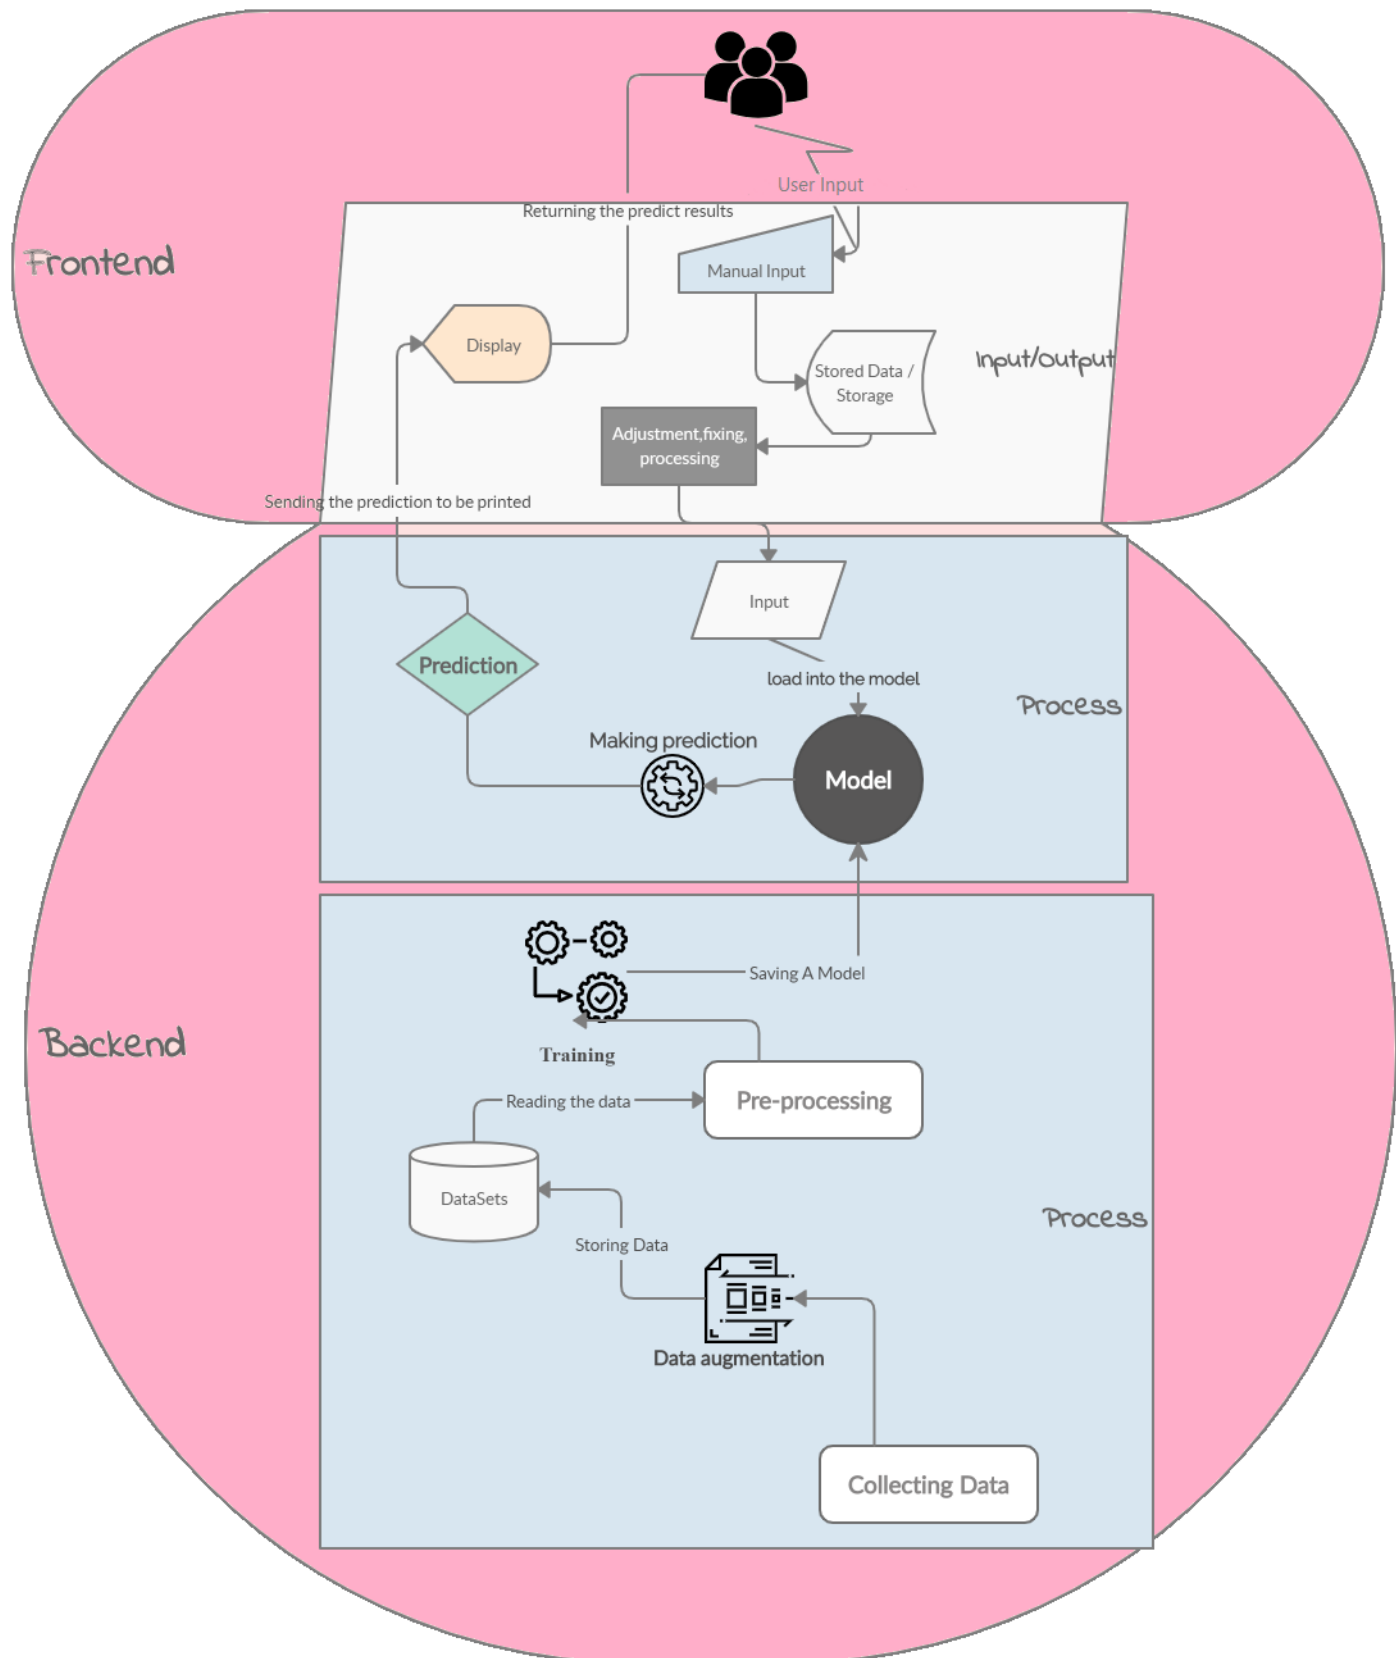 User Input
Returning the predict results
Frontend
Manual Input
Display
Input/Output
Stored Data /
Storage
Adjustment,fixing,
processing
Sending the prediction to be printed
Input
Prediction
load into the model
Process
Making prediction
Model
Saving A Model
Backend
Training
Reading the data
Pre-processing
DataSets
Process
Storing Data
Data augmentation
Collecting Data